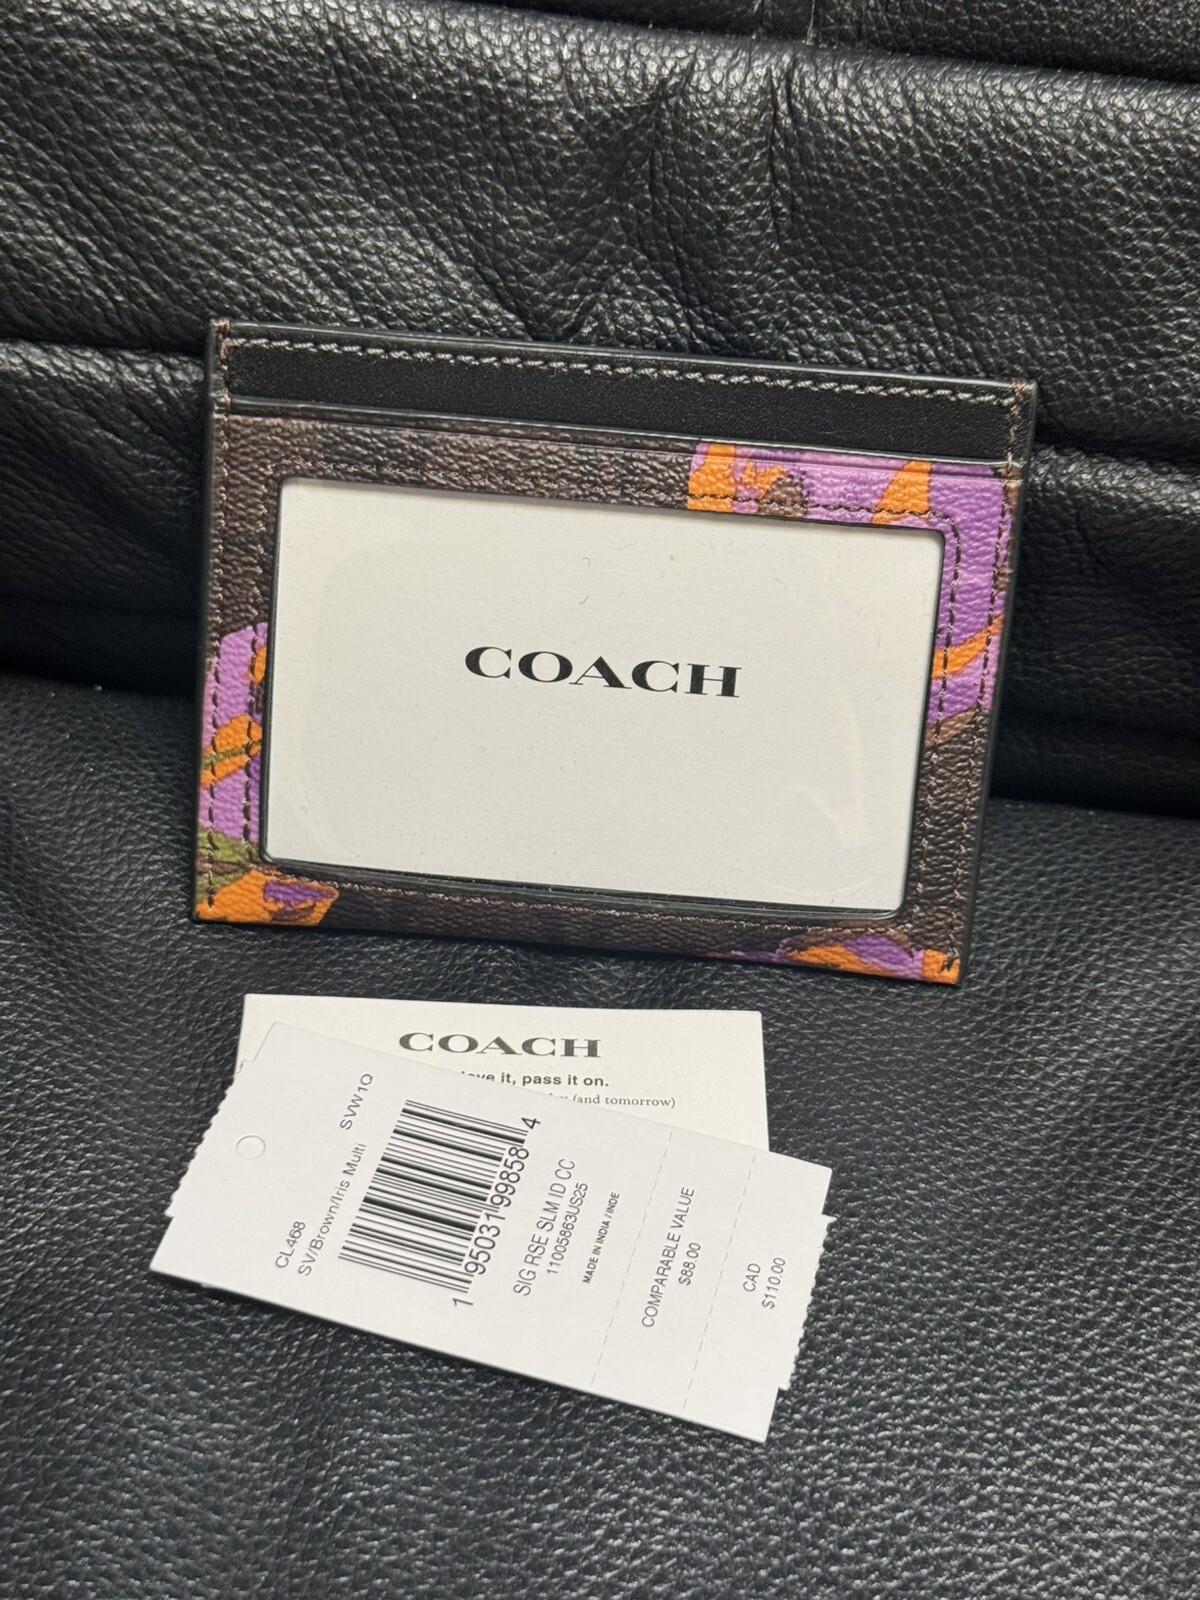 COACH
COACH
it, pass it on.
(and tomorrow)
CL468
SV/Brown/Iris Multi
SVW1Q
1 95031 99858 4
SIG RSE SLM ID CC
11005863US25
MADE IN INDIA / INDE
COMPARABLE VALUE
$88.00
CAD
$110.00